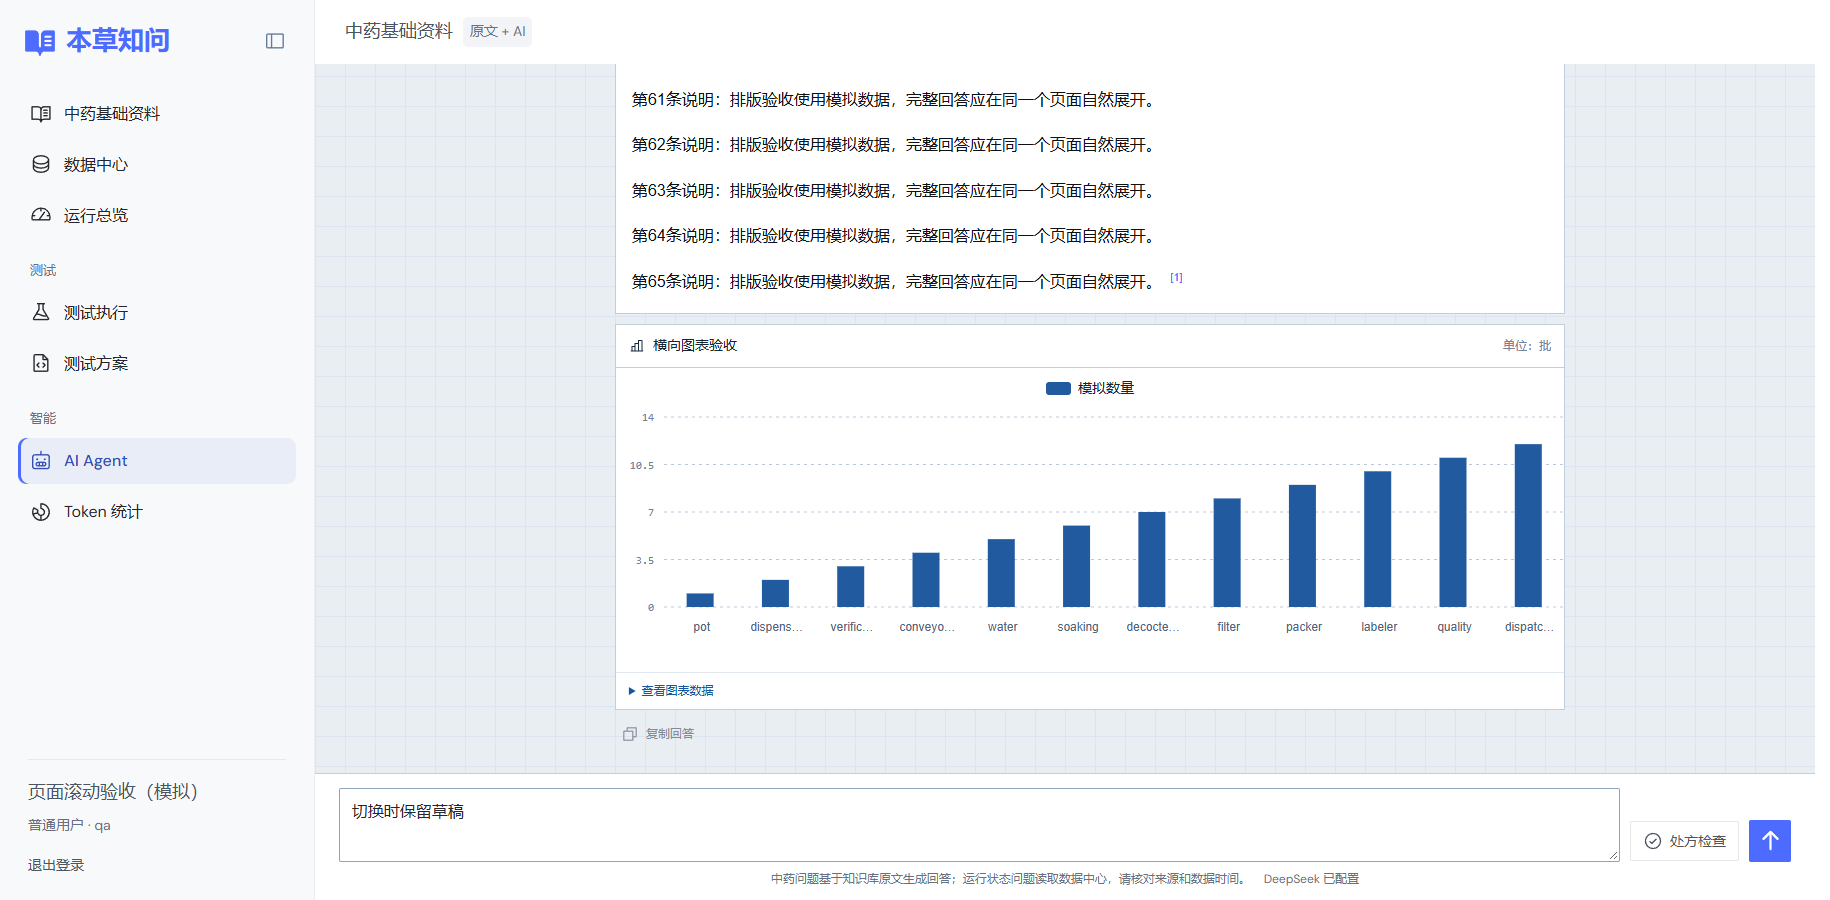 本草知问
中药基础资料
数据中心
运行总览
测试
测试执行
测试方案
智能
AI Agent
Token 统计
页面滚动验收（模拟）
普通用户 · qa
退出登录
中药基础资料 原文 + AI
第61条说明：排版验收使用模拟数据，完整回答应在同一个页面自然展开。
第62条说明：排版验收使用模拟数据，完整回答应在同一个页面自然展开。
第63条说明：排版验收使用模拟数据，完整回答应在同一个页面自然展开。
第64条说明：排版验收使用模拟数据，完整回答应在同一个页面自然展开。
第65条说明：排版验收使用模拟数据，完整回答应在同一个页面自然展开。 [1]
横向图表验收 单位：批
模拟数量
14
10.5
7
3.5
0
pot dispens... verific... conveyo... water soaking decocte... filter packer labeler quality dispatc...
查看图表数据
复制回答
切换时保留草稿
处方检查
中药问题基于知识库原文生成回答；运行状态问题读取数据中心，请核对来源和数据时间。 DeepSeek 已配置